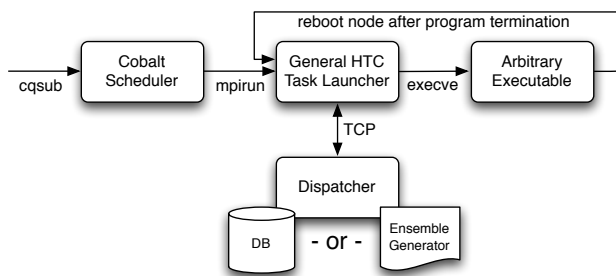 reboot node after program termination
Cobalt
Scheduler
General HTC
Task Launcher
Arbitrary
Executable
cqsub
mpirun
execve
TCP
Dispatcher
DB
- or -
Ensemble
Generator